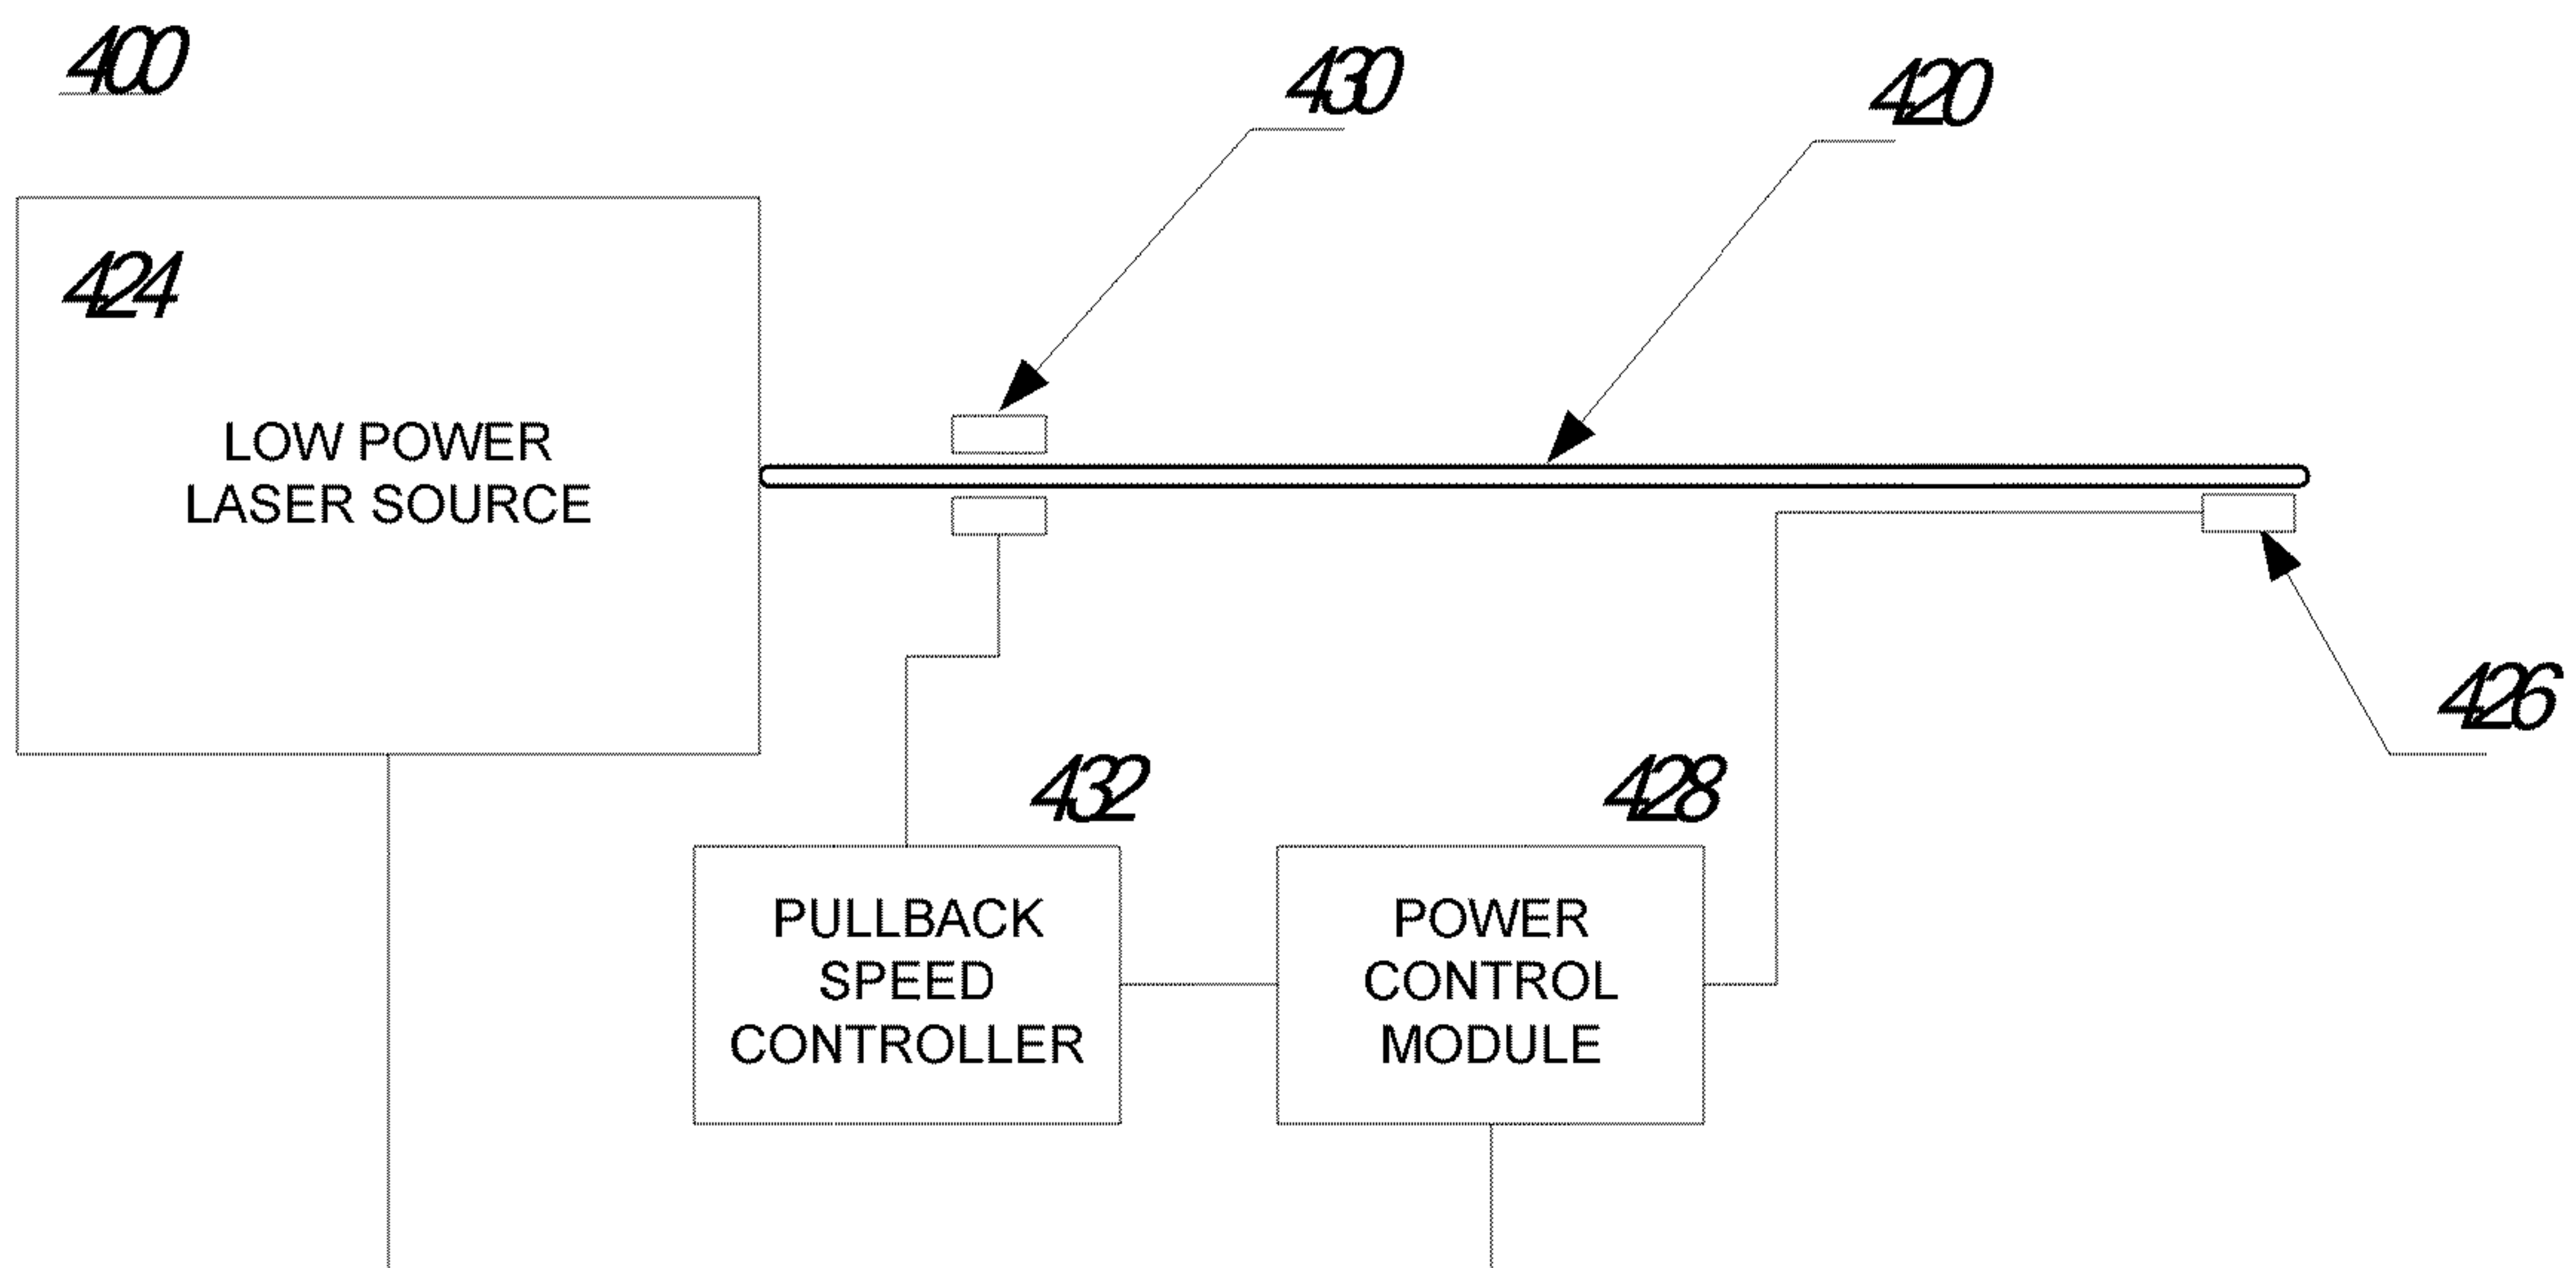 400
430
420
424
LOW POWER
LASER SOURCE
426
432
428
PULLBACK
SPEED
CONTROLLER
POWER
CONTROL
MODULE